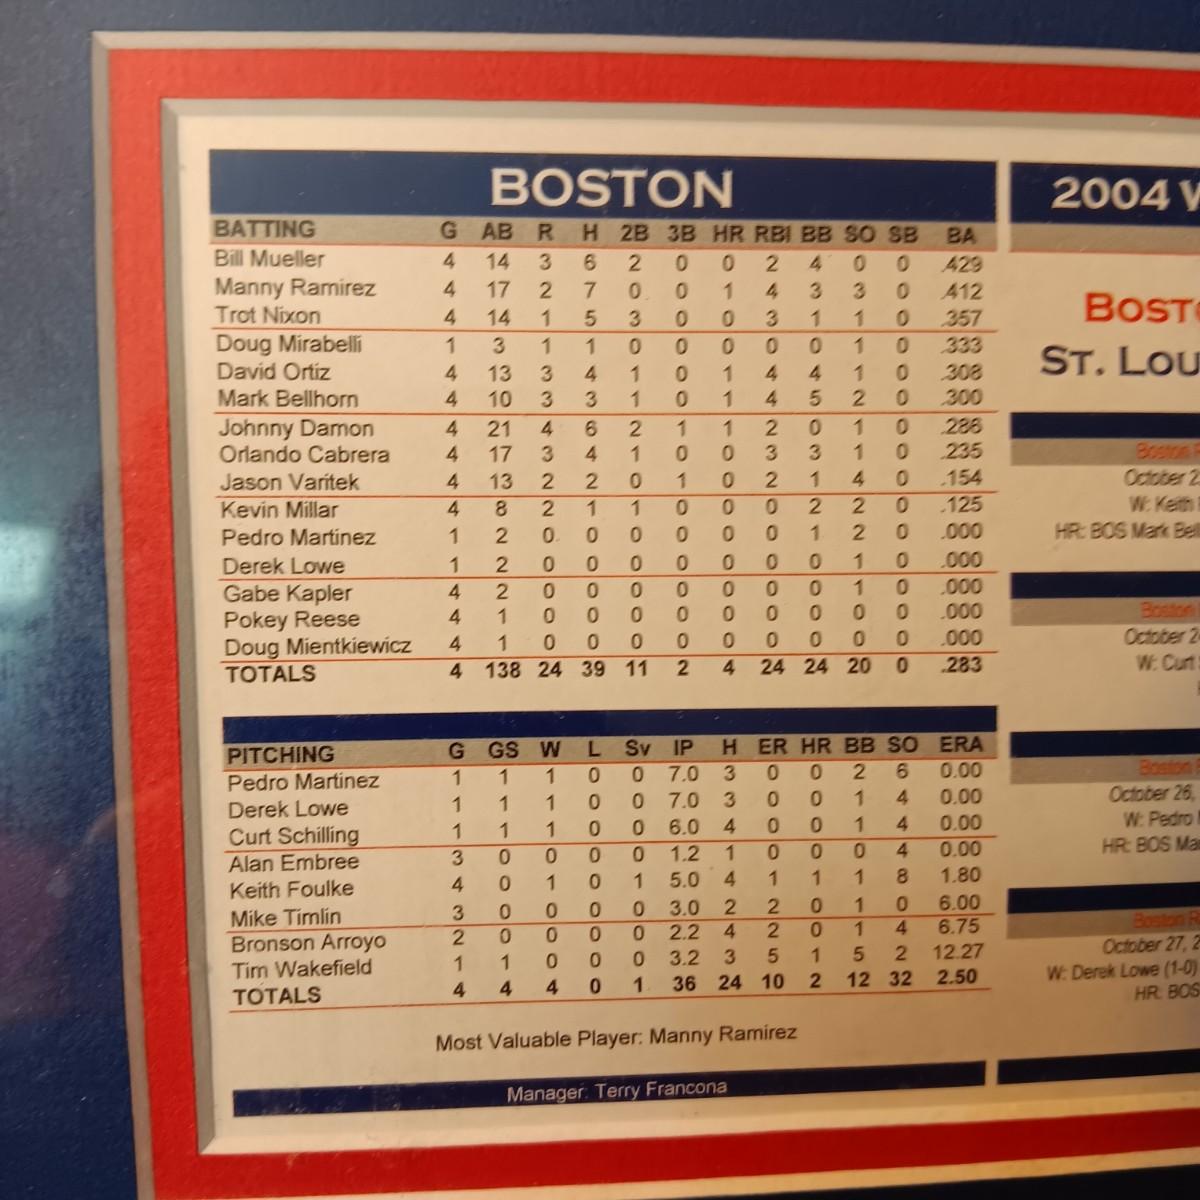 BOSTON
BATTING G AB R H 2B 3B HR RBI BB SO SB BA
Bill Mueller 4 14 3 6 2 0 0 2 4 0 0 .429
Manny Ramirez 4 17 2 7 0 0 1 4 3 3 0 .412
Trot Nixon 4 14 1 5 3 0 0 3 1 1 0 .357
Doug Mirabelli 1 3 1 1 0 0 0 0 0 1 0 .333
David Ortiz 4 13 3 4 1 0 1 4 4 1 0 .308
Mark Bellhorn 4 10 3 3 1 0 1 4 5 2 0 .300
Johnny Damon 4 21 4 6 2 1 1 2 0 1 0 .286
Orlando Cabrera 4 17 3 4 1 0 0 3 3 1 0 .235
Jason Varitek 4 13 2 2 0 1 0 2 1 4 0 .154
Kevin Millar 4 8 2 1 1 0 0 0 2 2 0 .125
Pedro Martinez 1 2 0 0 0 0 0 0 1 2 0 .000
Derek Lowe 1 2 0 0 0 0 0 0 0 1 0 .000
Gabe Kapler 4 2 0 0 0 0 0 0 0 1 0 .000
Pokey Reese 4 1 0 0 0 0 0 0 0 0 0 .000
Doug Mientkiewicz 4 1 0 0 0 0 0 0 0 0 0 .000
TOTALS 4 138 24 39 11 2 4 24 24 20 0 .283
PITCHING G GS W L Sv IP H ER HR BB SO ERA
Pedro Martinez 1 1 1 0 0 7.0 3 0 0 2 6 0.00
Derek Lowe 1 1 1 0 0 7.0 3 0 0 1 4 0.00
Curt Schilling 1 1 1 0 0 6.0 4 0 0 1 4 0.00
Alan Embree 3 0 0 0 0 1.2 1 0 0 0 4 0.00
Keith Foulke 4 0 1 0 1 5.0 4 1 1 1 8 1.80
Mike Timlin 3 0 0 0 0 3.0 2 2 0 1 0 6.00
Bronson Arroyo 2 0 0 0 0 2.2 4 2 0 1 4 6.75
Tim Wakefield 1 1 0 0 0 3.2 3 5 1 5 2 12.27
TOTALS 4 4 4 0 1 36 24 10 2 12 32 2.50
Most Valuable Player: Manny Ramirez
Manager: Terry Francona
2004
BOST
ST. LOU
Boston
October 2
W: Keith
HR: BOS Mark Bel
Boston
October 2
W: Curt
Boston
October 26,
W: Pedro
HR: BOS Ma
Boston
October 27, 2
W: Derek Lowe (1-0)
HR: BOS